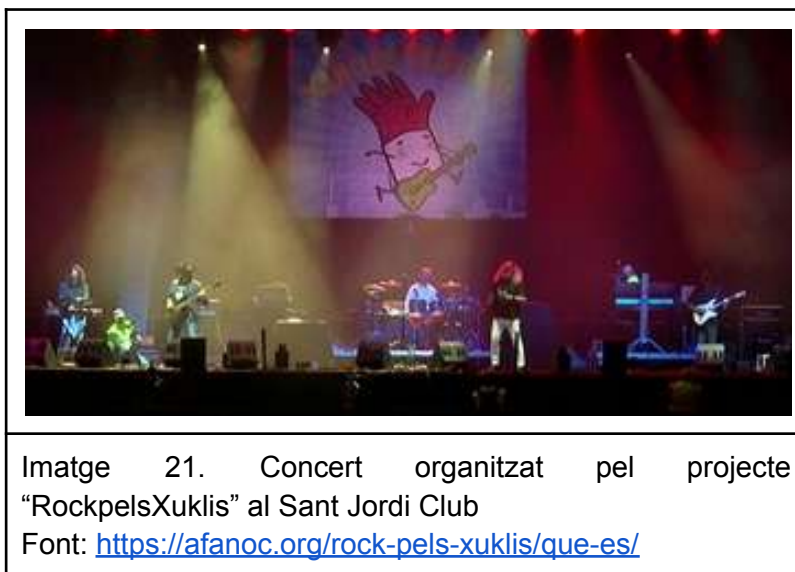 Imatge 21. Concert organitzat pel projecte
“RockpelsXuklis” al Sant Jordi Club
Font: https://afanoc.org/rock-pels-xuklis/que-es/